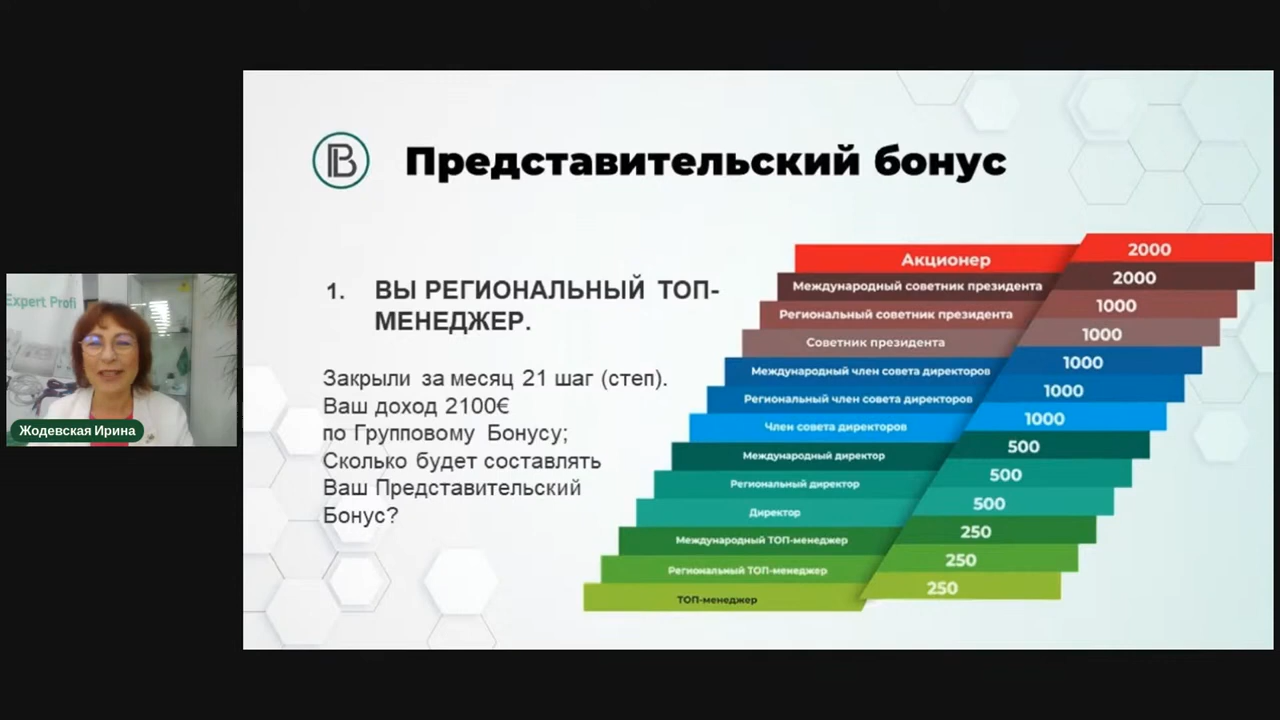 Представительский бонус
1. ВЫ РЕГИОНАЛЬНЫЙ ТОП-
МЕНЕДЖЕР.
Закрыли за месяц 21 шаг (степ).
Ваш доход 2100€
по Групповому Бонусу;
Сколько будет составлять
Ваш Представительский
Бонус?
Акционер 2000
Международный советник президента 2000
Региональный советник президента 1000
Советник президента 1000
Международный член совета директоров 1000
Региональный член совета директоров 1000
Член совета директоров 1000
Международный директор 500
Региональный директор 500
Директор 500
Международный ТОП-менеджер 250
Региональный ТОП-менеджер 250
ТОП-менеджер 250
Expert Profi
Жодевская Ирина